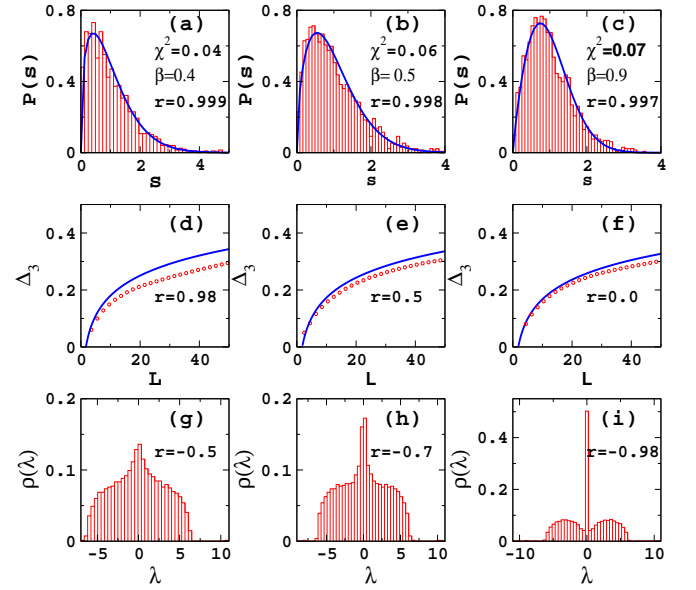 0.8
(a)
χ²=0.04
β=0.4
r=0.999
P(s)
0.4
0
0 2 4
s
0.8
(b)
χ²=0.06
β= 0.5
r=0.998
P(s)
0.4
0
0 2 4
s
0.8
(c)
χ²=0.07
β=0.9
r=0.997
P(s)
0.4
0
0 2 4
s
(d)
0.4
Δ₃
0.2
r=0.98
0
0 20 40
L
(e)
0.4
Δ₃
0.2
r=0.5
0
0 20 40
L
(f)
0.4
Δ₃
0.2
r=0.0
0
0 20 40
L
0.2
(g)
r=-0.5
ρ(λ)
0.1
0
-5 0 5 10
λ
0.2
(h)
r=-0.7
ρ(λ)
0.1
0
-5 0 5 10
λ
(i)
0.4
r=-0.98
ρ(λ)
0.2
0
-10 0 10
λ